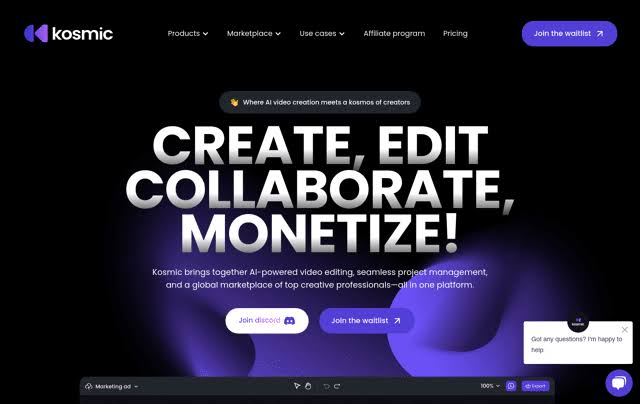 kosmic
Products
Marketplace
Use cases
Affiliate program
Pricing
Join the waitlist
👋 Where AI video creation meets a kosmos of creators
CREATE, EDIT
COLLABORATE,
MONETIZE!
Kosmic brings together AI-powered video editing, seamless project management,
and a global marketplace of top creative professionals—all in one platform.
Join discord
Join the waitlist
kosmic
Got any questions? I'm happy to
help
Marketing ad
100%
Export